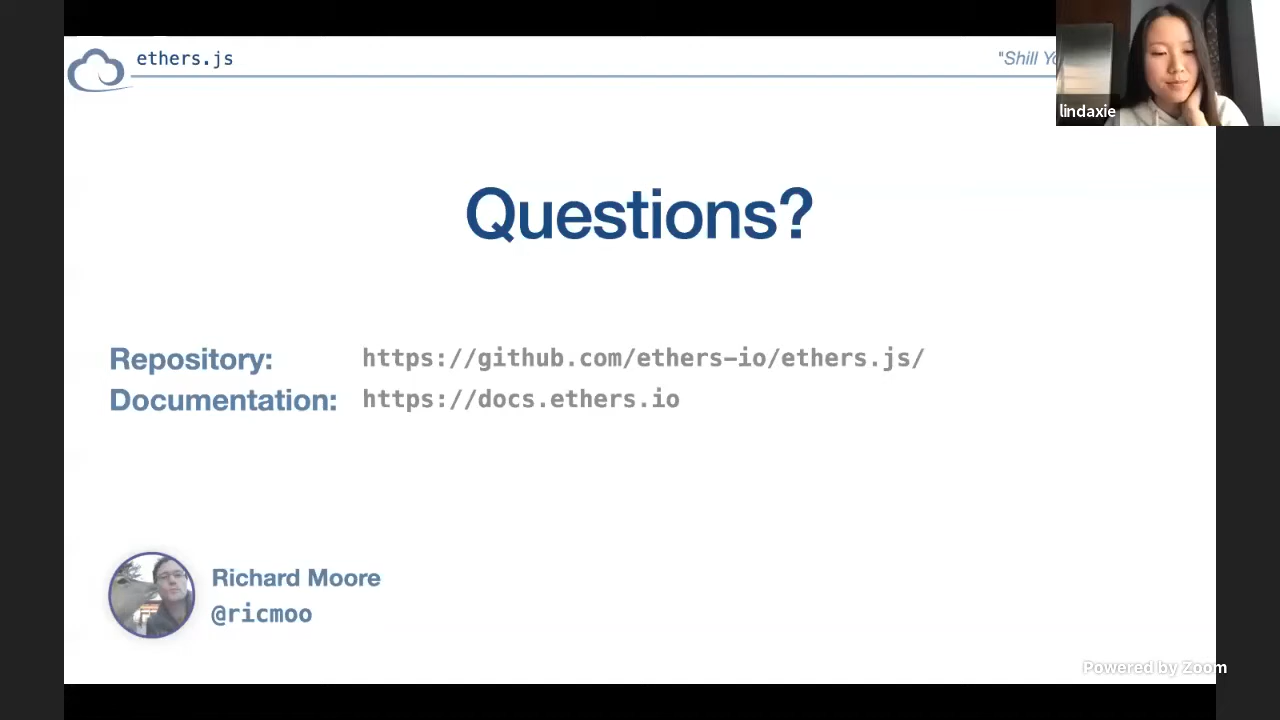 ethers.js
"Shill
lindaxie
Questions?
Repository: https://github.com/ethers-io/ethers.js/
Documentation: https://docs.ethers.io
Richard Moore
@ricmoo
Powered by Zoom